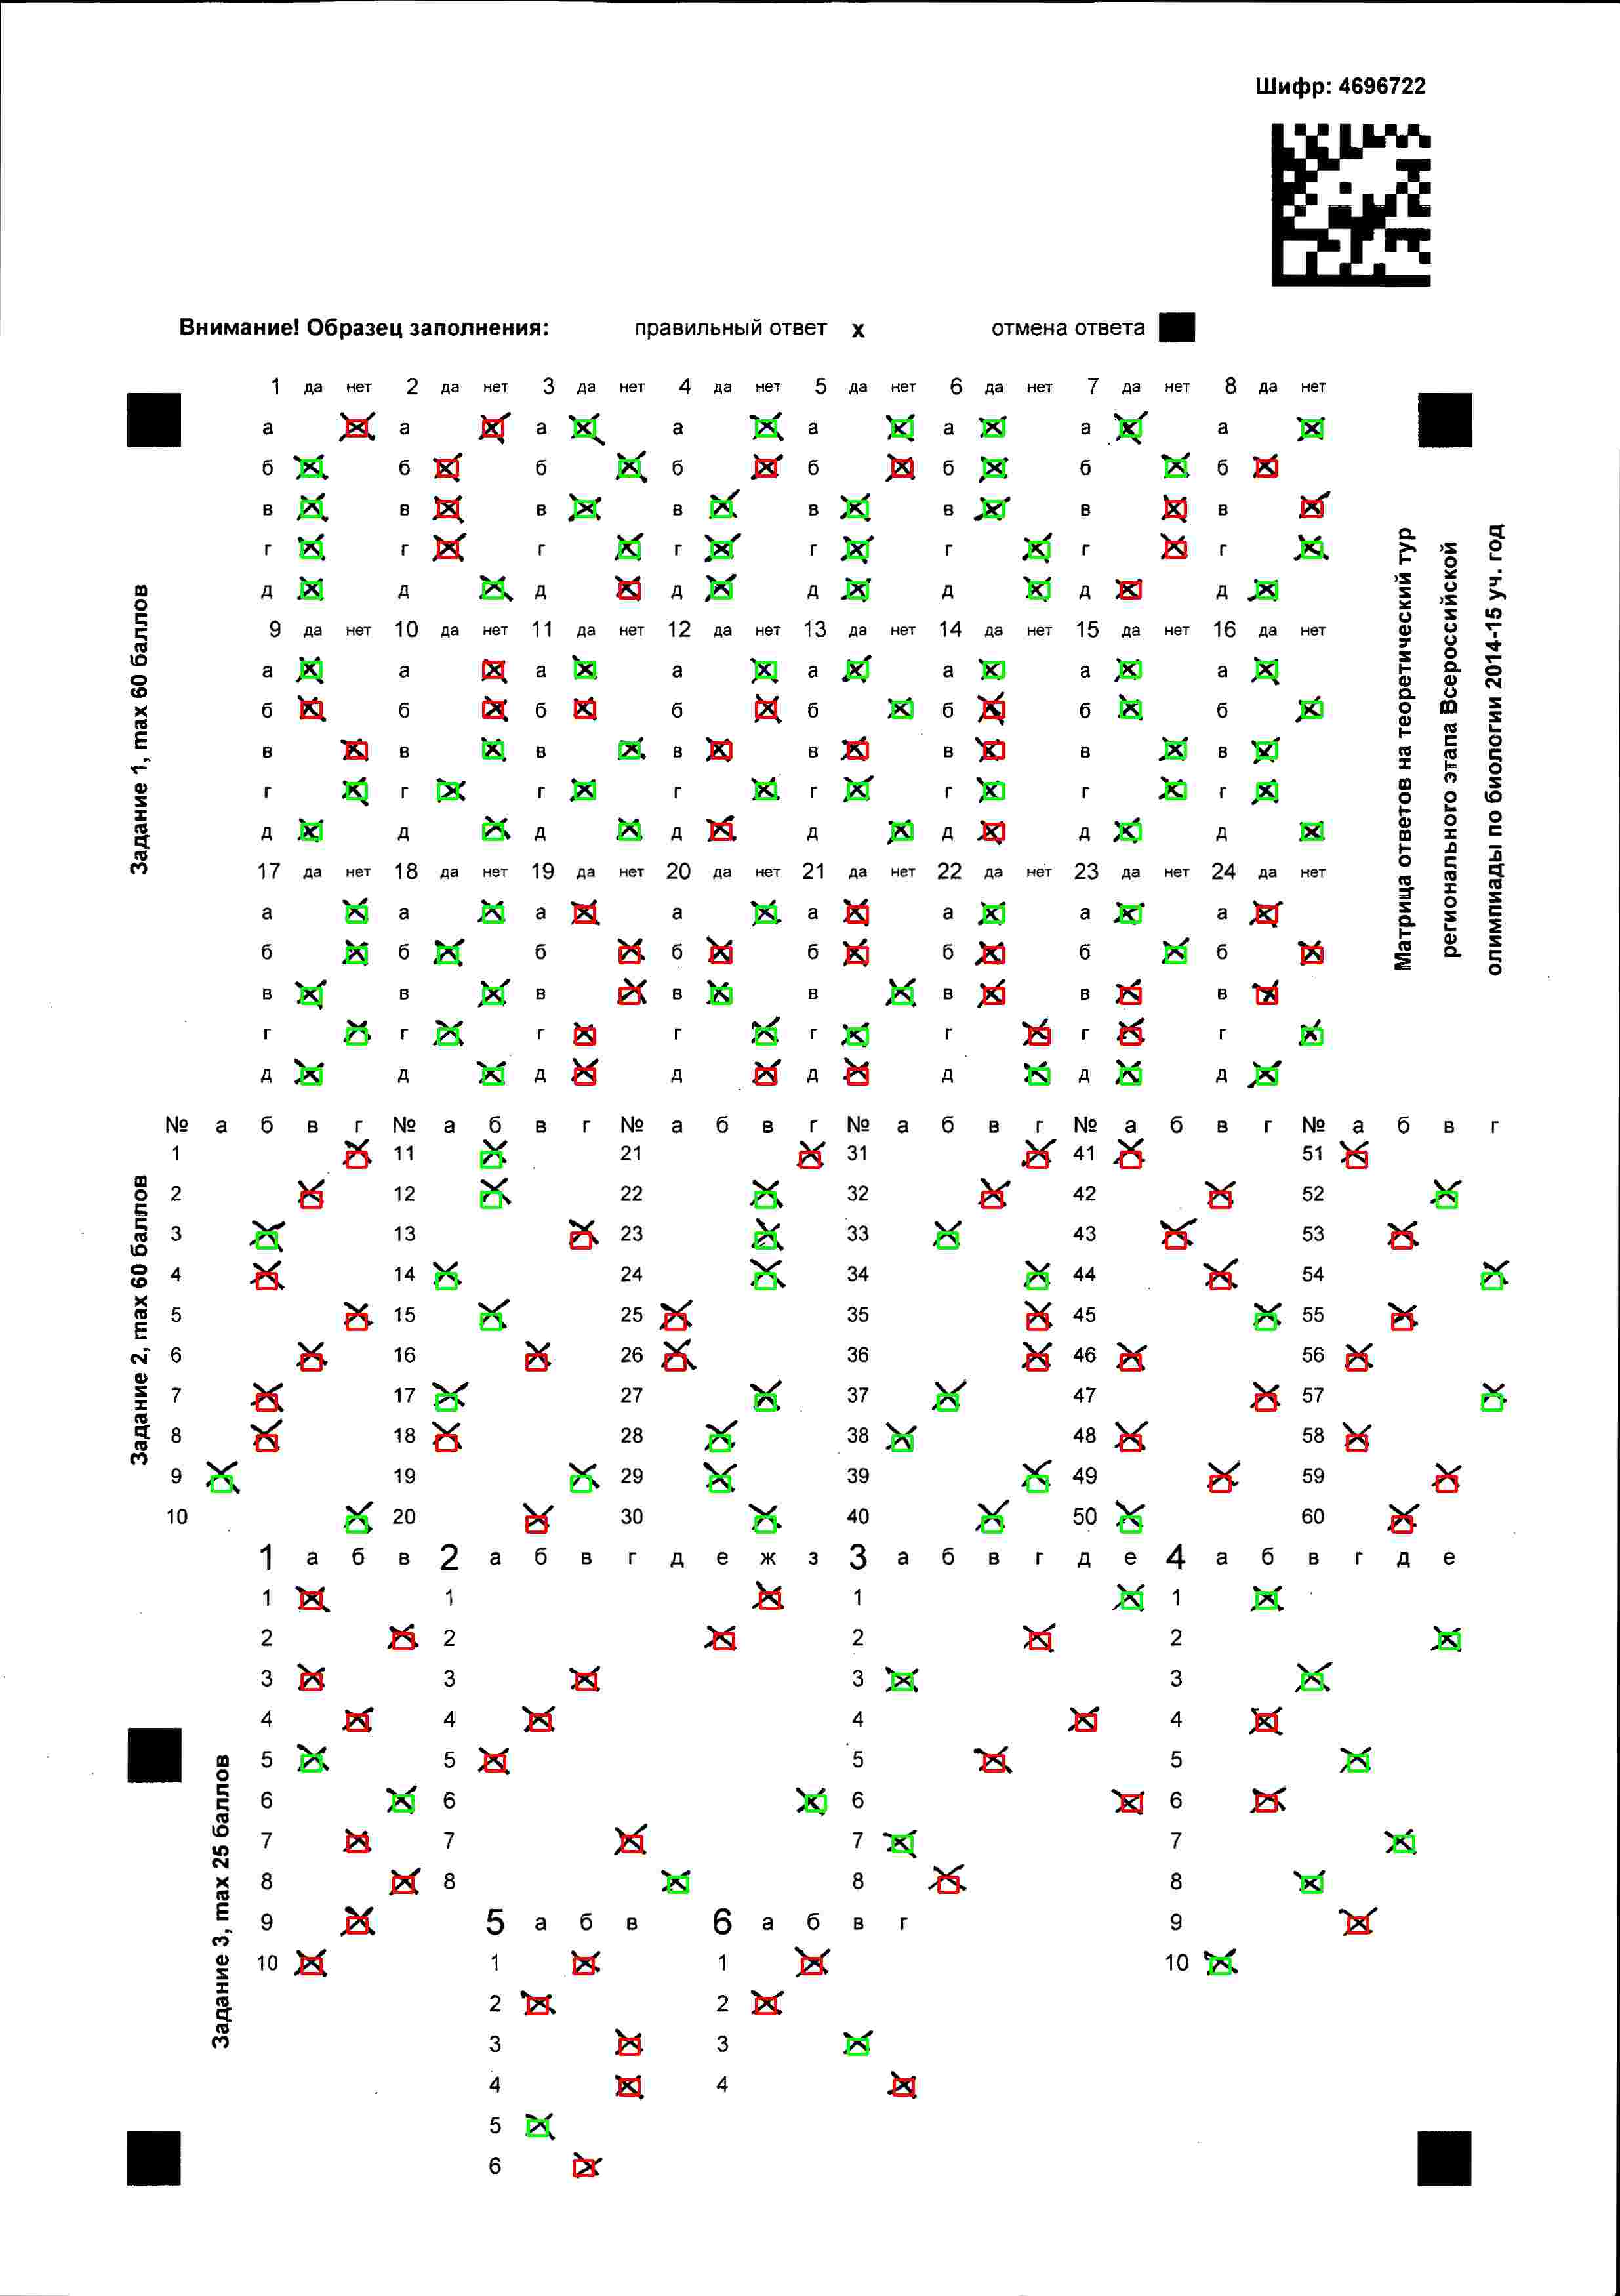 Шифр: 4696722
Внимание! Образец заполнения: правильный ответ х отмена ответа
1 да нет 2 да нет 3 да нет 4 да нет 5 да нет 6 да нет 7 да нет 8 да нет
а а а а а а а а
б б б б б б б б
в в в в в в в в
г г г г г г г г
д д д д д д д д
9 да нет 10 да нет 11 да нет 12 да нет 13 да нет 14 да нет 15 да нет 16 да нет
а а а а а а а а
б б б б б б б б
в в в в в в в в
г г г г г г г г
д д д д д д д д
17 да нет 18 да нет 19 да нет 20 да нет 21 да нет 22 да нет 23 да нет 24 да нет
а а а а а а а а
б б б б б б б б
в в в в в в в в
г г г г г г г г
д д д д д д д д
Задание 1, max 60 баллов
Матрица ответов на теоретический тур
регионального этапа Всероссийской
олимпиады по биологии 2014-15 уч. год
№ а б в г № а б в г № а б в г № а б в г № а б в г № а б в г
1 11 21 31 41 51
2 12 22 32 42 52
3 13 23 33 43 53
4 14 24 34 44 54
5 15 25 35 45 55
6 16 26 36 46 56
7 17 27 37 47 57
8 18 28 38 48 58
9 19 29 39 49 59
10 20 30 40 50 60
Задание 2, max 60 баллов
1 а б в 2 а б в г д е ж з 3 а б в г д е 4 а б в г д е
1 1 1 1
2 2 2 2
3 3 3 3
4 4 4 4
5 5 5 5
6 6 6 6
7 7 7 7
8 8 8 8
9 5 а б в 6 а б в г 9
10 1 1 10
2 2
3 3
4 4
5
6
Задание 3, max 25 баллов